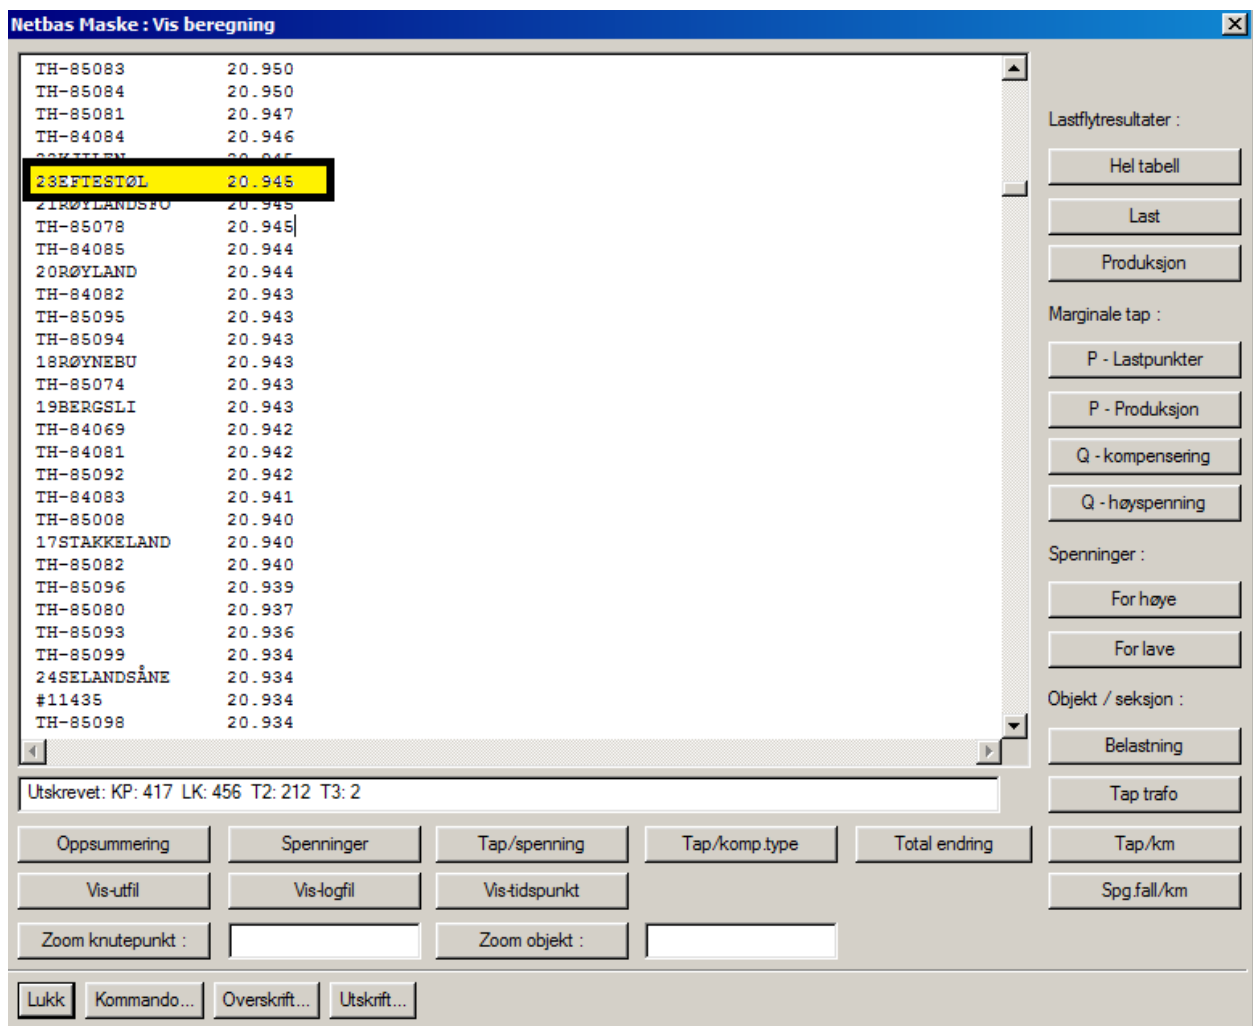 Netbas Maske : Vis beregning
TH-85083 20.950
TH-85084 20.950
TH-85081 20.947
TH-84084 20.946
20.945
23EFTESTØL 20.945
21RØYLANDSFO 20.945
TH-85078 20.945
TH-84085 20.944
20RØYLAND 20.944
TH-84082 20.943
TH-85095 20.943
TH-85094 20.943
18RØYNEBU 20.943
TH-85074 20.943
19BERGSLI 20.943
TH-84069 20.942
TH-84081 20.942
TH-85092 20.942
TH-84083 20.941
TH-85008 20.940
17STAKKELAND 20.940
TH-85082 20.940
TH-85096 20.939
TH-85080 20.937
TH-85093 20.936
TH-85099 20.934
24SELANDSÅNE 20.934
#11435 20.934
TH-85098 20.934
Lastflytresultater :
Hel tabell
Last
Produksjon
Marginale tap :
P - Lastpunkter
P - Produksjon
Q - kompensering
Q - høyspenning
Spenninger :
For høye
For lave
Objekt / seksjon :
Belastning
Tap trafo
Tap/km
Spg.fall/km
Utskrevet: KP: 417 LK: 456 T2: 212 T3: 2
Oppsummering Spenninger Tap/spenning Tap/komp.type Total endring
Vis-utfil Vis-logfil Vis-tidspunkt
Zoom knutepunkt : Zoom objekt :
Lukk Kommando... Overskrift... Utskrift...